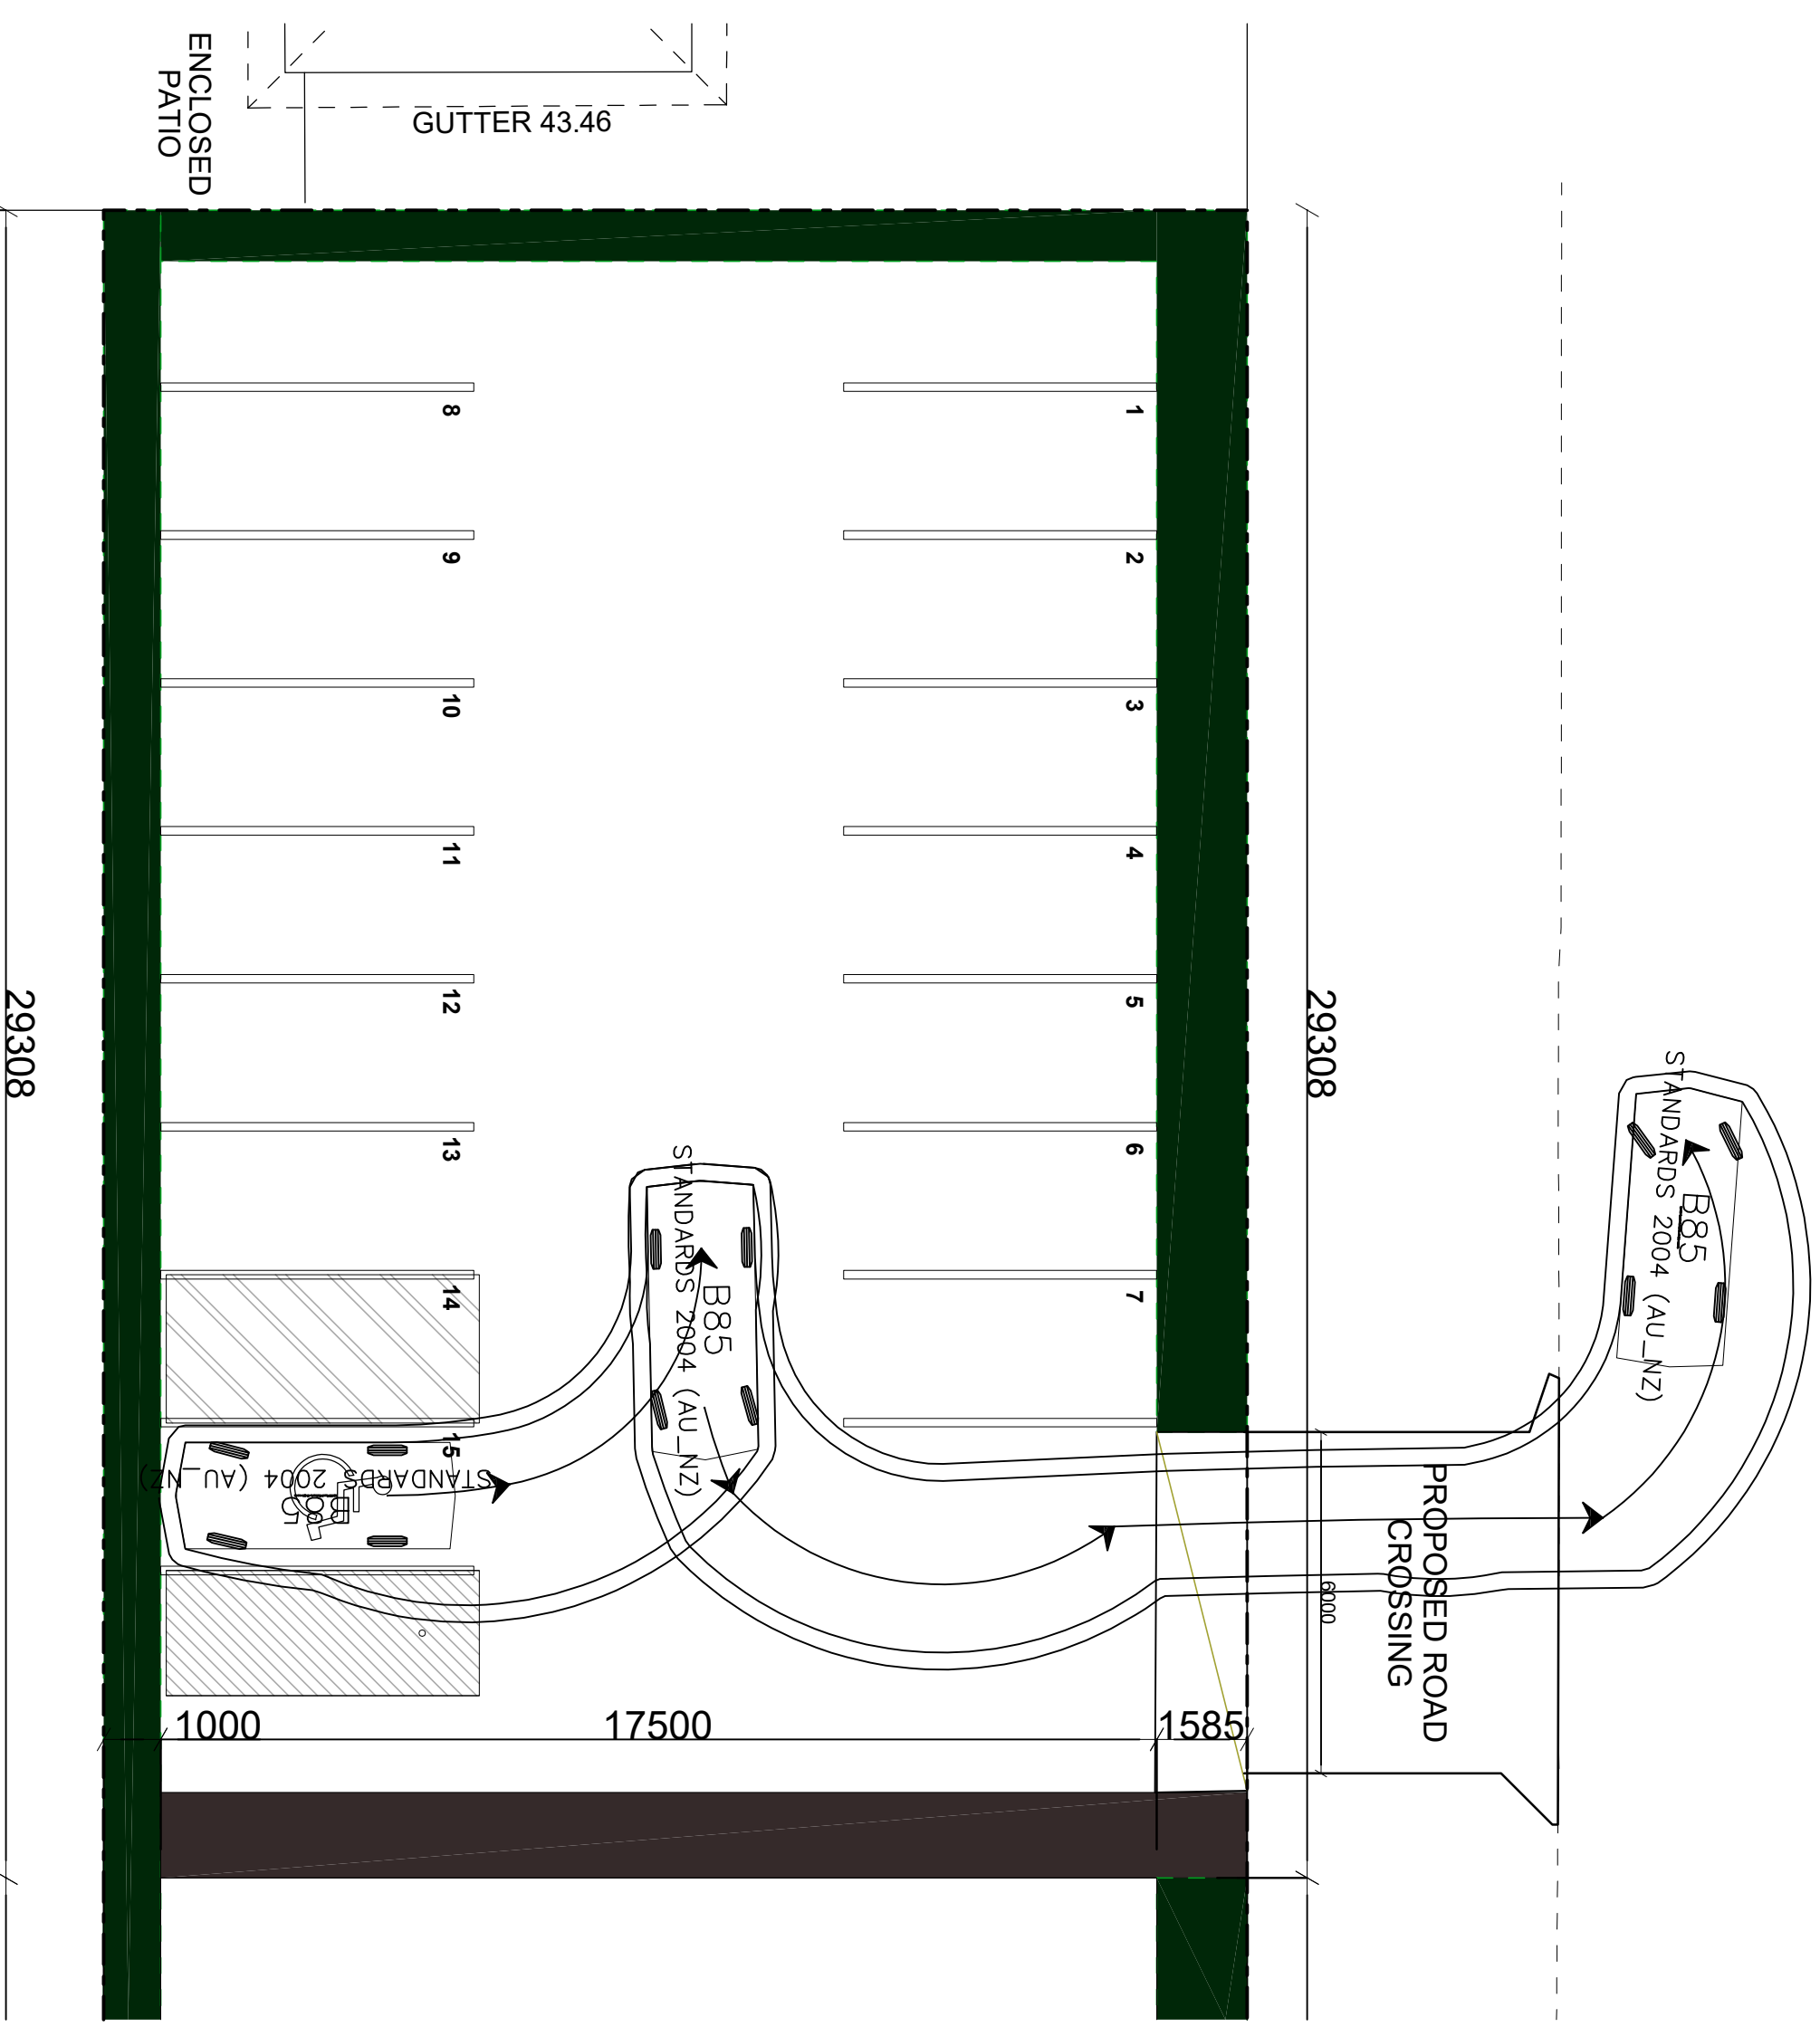 ENCLOSED
PATIO
GUTTER 43.46
8
1
9
2
10
3
11
4
12
5
29308
29308
13
6
14
7
15
STANDARDS 2004 (AU_NZ)
B85
STANDARDS 2004 (AU_NZ)
B85
STANDARDS 2004 (AU_NZ)
B85
PROPOSED ROAD
CROSSING
6000
1000
17500
1585